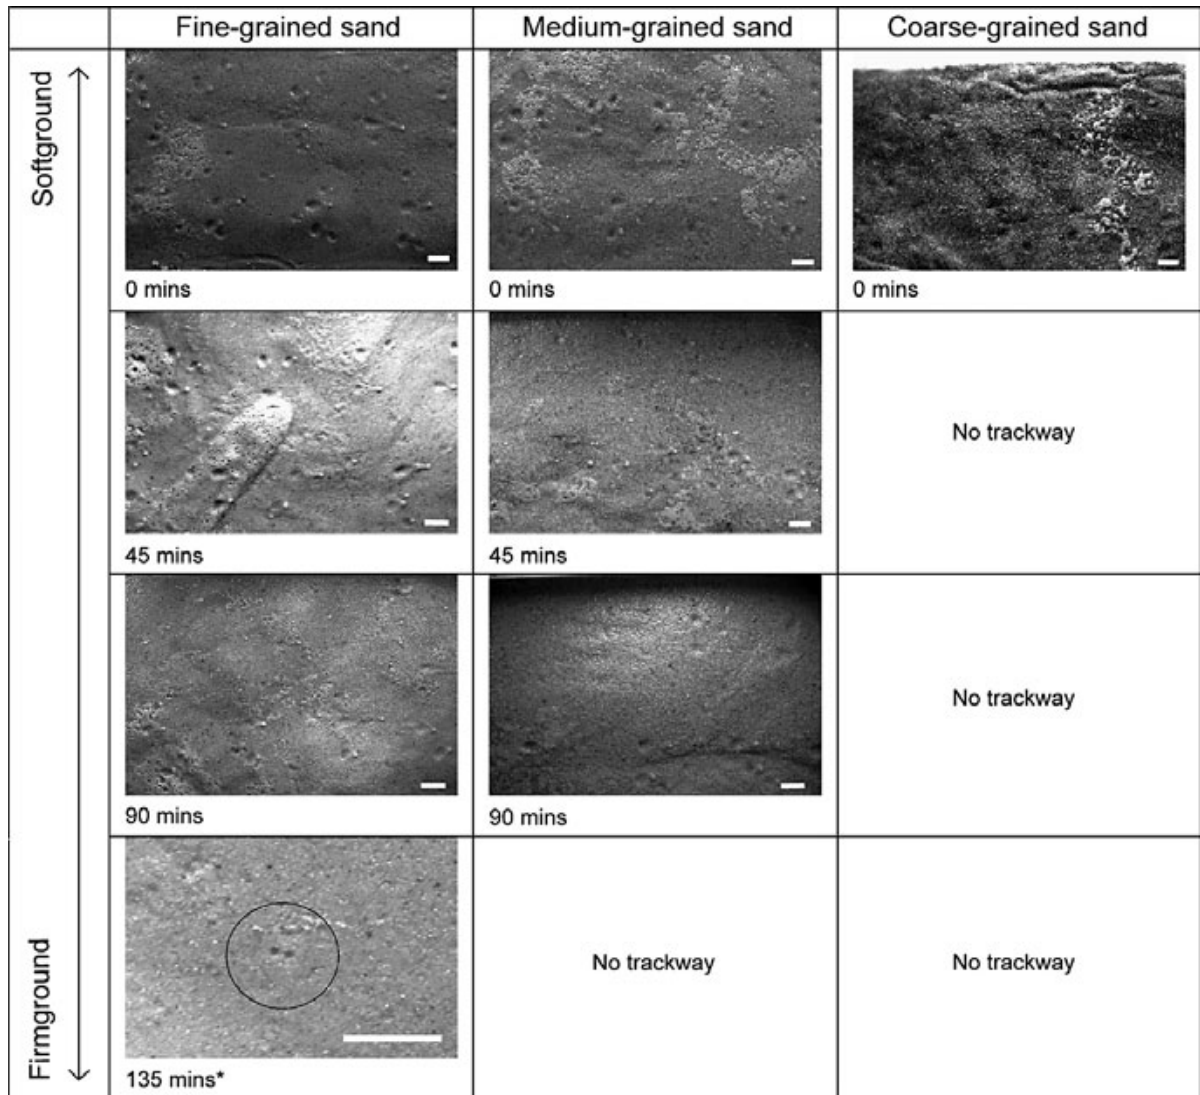 Fine-grained sand
Medium-grained sand
Coarse-grained sand
Softground
0 mins
0 mins
0 mins
45 mins
45 mins
No trackway
90 mins
90 mins
No trackway
Firmground
135 mins*
No trackway
No trackway